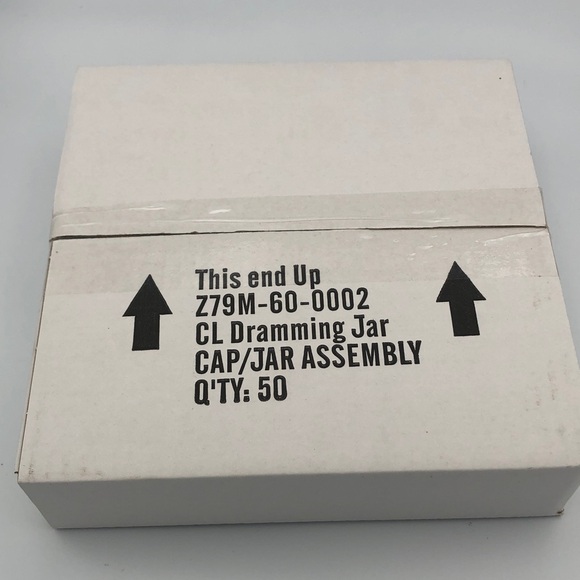 This end Up
Z79M-60-0002
CL Dramming Jar
CAP/JAR ASSEMBLY
Q'TY: 50